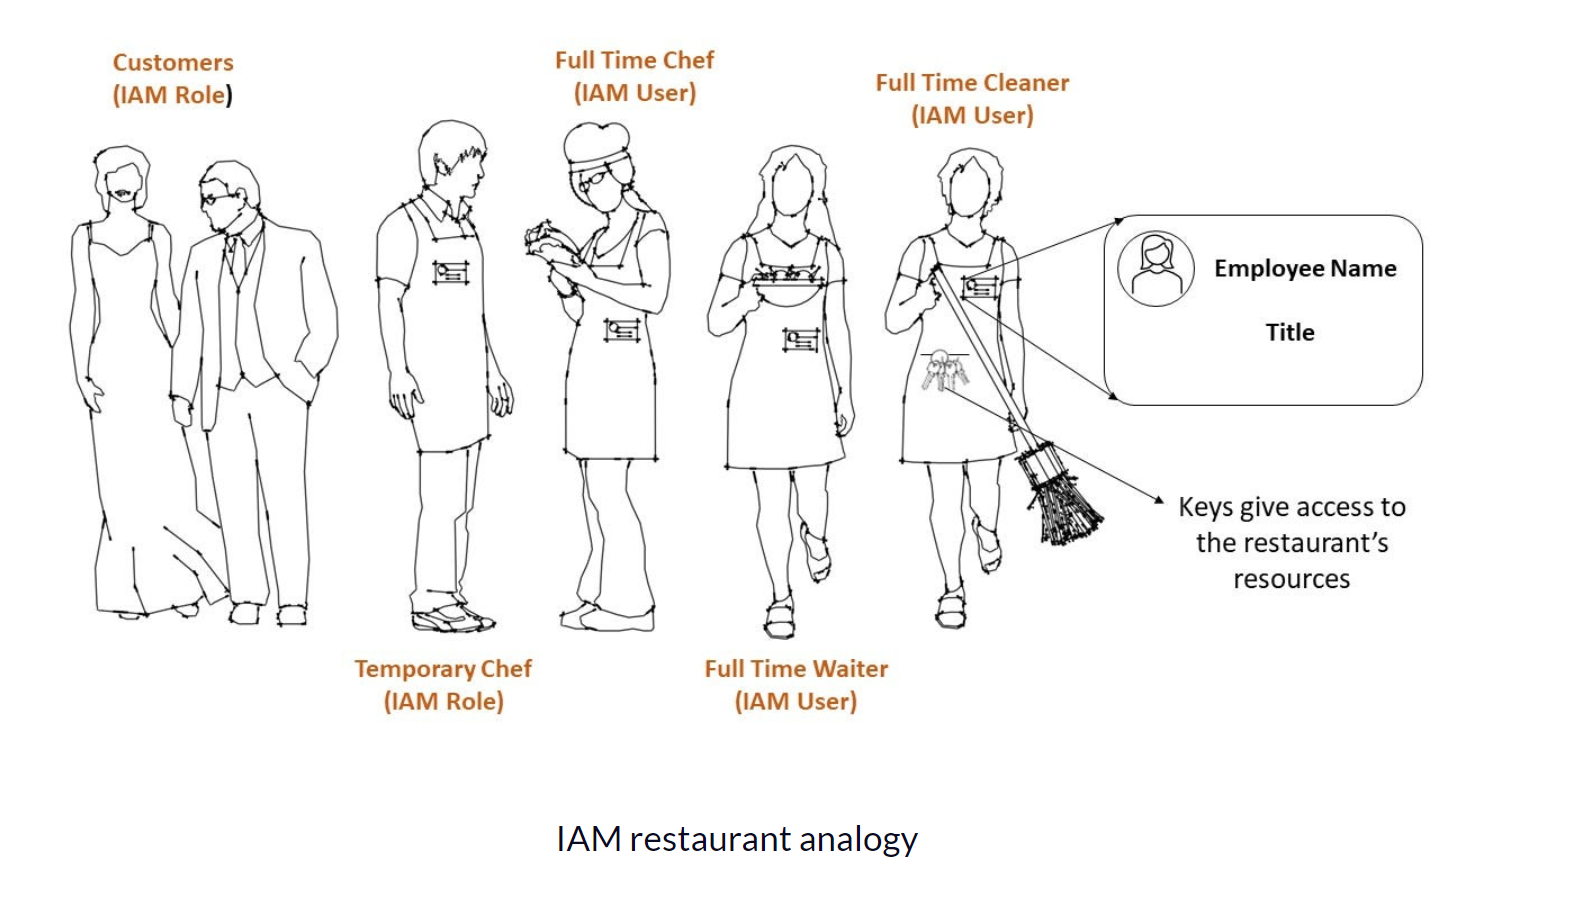 Customers
(IAM Role)
Full Time Chef
(IAM User)
Full Time Cleaner
(IAM User)
Employee Name
Title
Keys give access to
the restaurant's
resources
Temporary Chef
(IAM Role)
Full Time Waiter
(IAM User)
IAM restaurant analogy